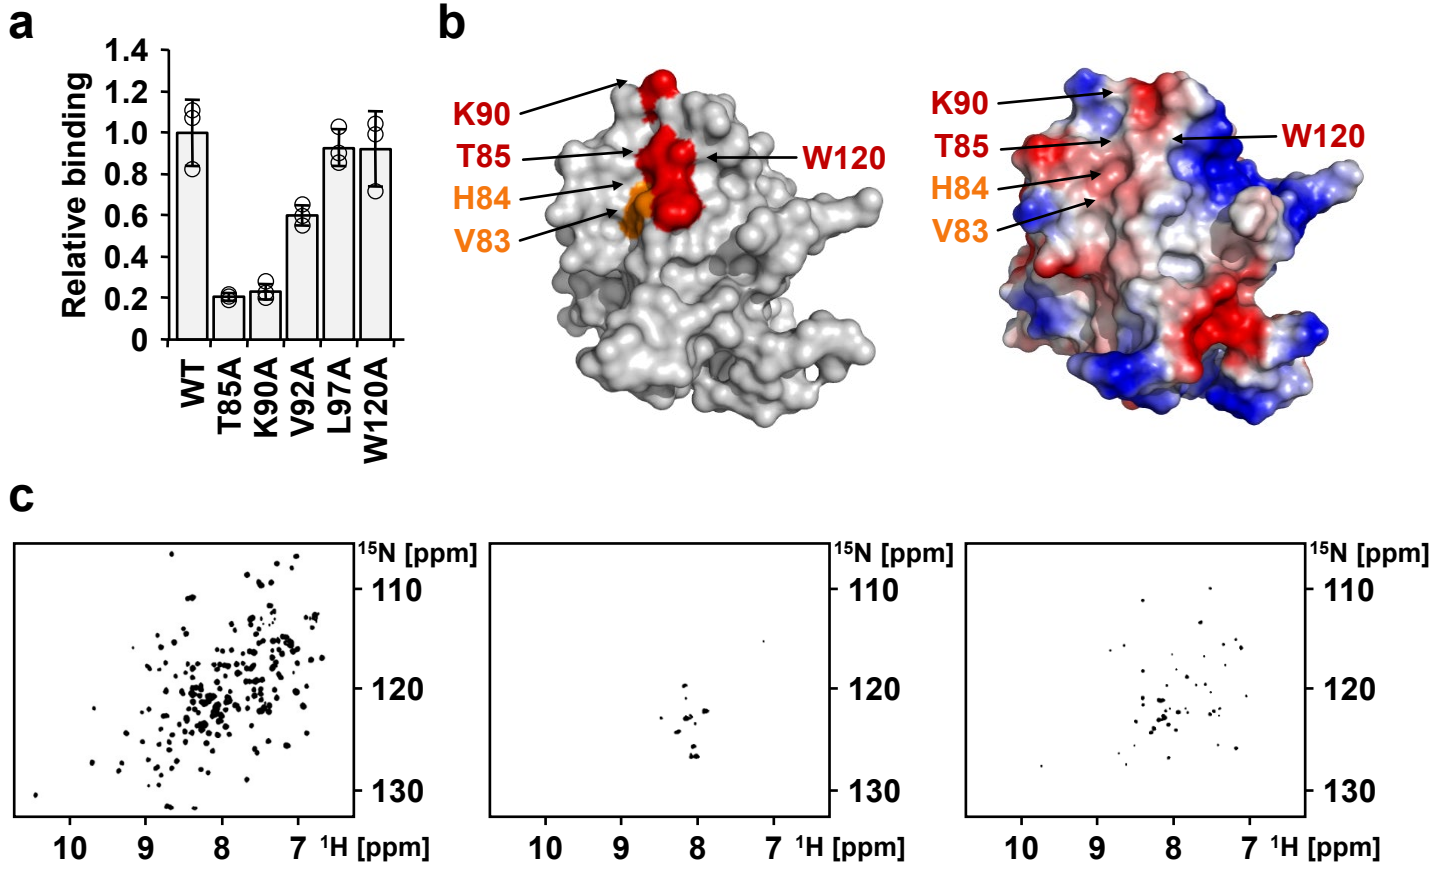 a
Relative binding
1.4
1.2
1.0
0.8
0.6
0.4
0.2
0
WT
T85A
K90A
V92A
L97A
W120A
b
K90
T85
H84
V83
W120
K90
T85
H84
V83
W120
c
¹⁵N [ppm]
110
120
130
10 9 8 7 ¹H [ppm]
¹⁵N [ppm]
110
120
130
10 9 8 7 ¹H [ppm]
¹⁵N [ppm]
110
120
130
10 9 8 7 ¹H [ppm]